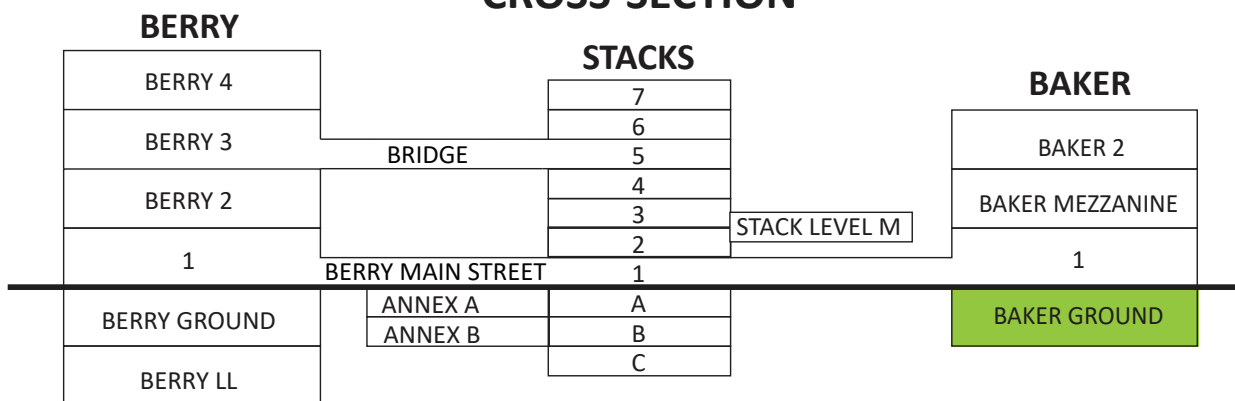 CROSS-SECTION
BERRY
STACKS
BAKER
BERRY 4
BERRY 3
BERRY 2
1
BERRY GROUND
BERRY LL
BRIDGE
BERRY MAIN STREET
ANNEX A
ANNEX B
7
6
5
4
3
2
1
A
B
C
STACK LEVEL M
BAKER 2
BAKER MEZZANINE
1
BAKER GROUND